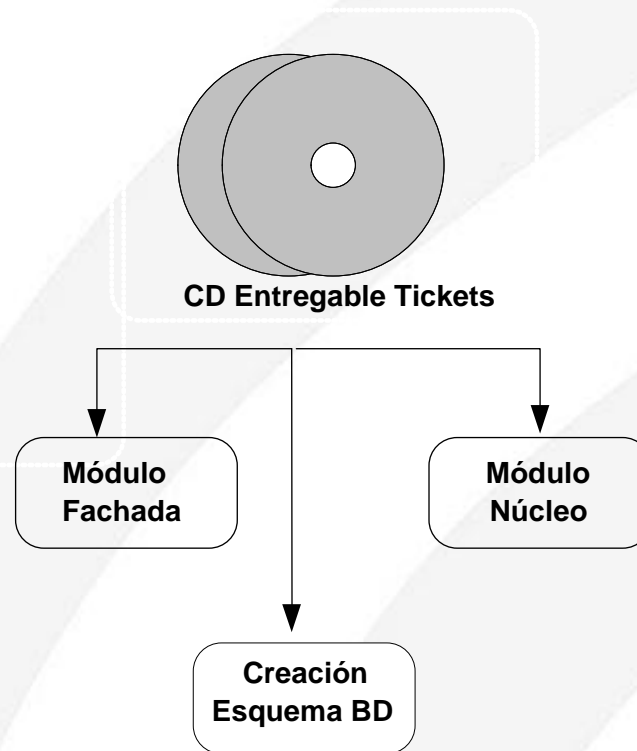 CD Entregable Tickets
Módulo
Fachada
Módulo
Núcleo
Creación
Esquema BD